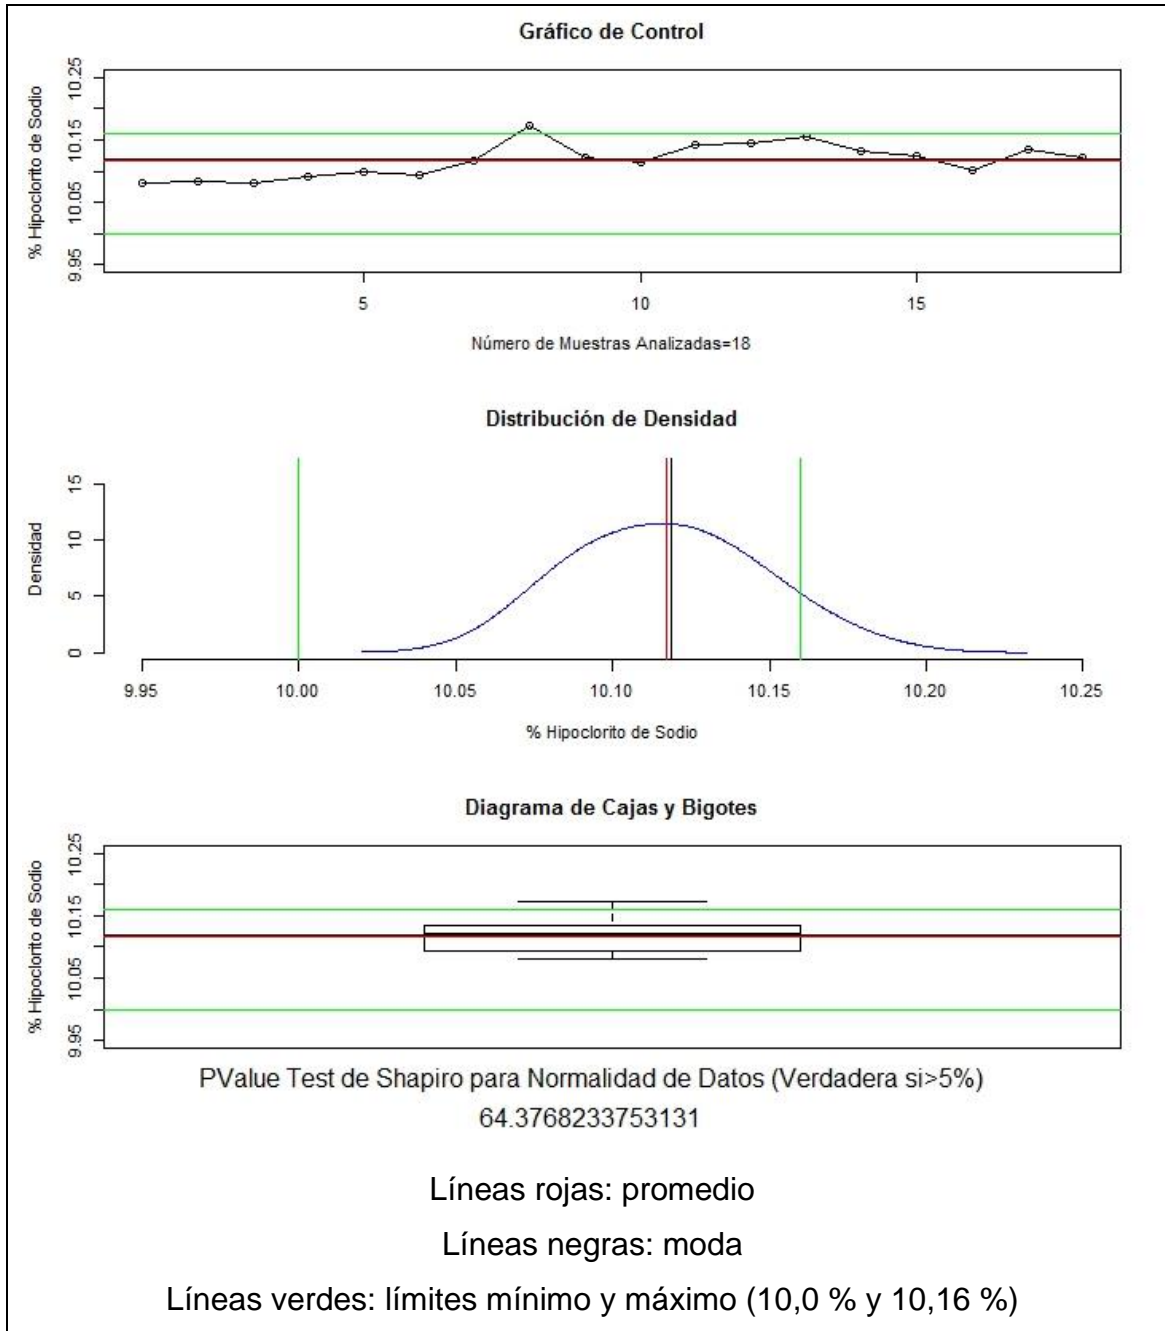 Gráfico de Control
% Hipoclorito de Sodio
10.25
10.15
10.05
9.95
5
10
15
Número de Muestras Analizadas=18
Distribución de Densidad
Densidad
15
10
5
0
9.95
10.00
10.05
10.10
10.15
10.20
10.25
% Hipoclorito de Sodio
Diagrama de Cajas y Bigotes
% Hipoclorito de Sodio
10.25
10.15
10.05
9.95
PValue Test de Shapiro para Normalidad de Datos (Verdadera si>5%)
64.3768233753131
Líneas rojas: promedio
Líneas negras: moda
Líneas verdes: límites mínimo y máximo (10,0 % y 10,16 %)